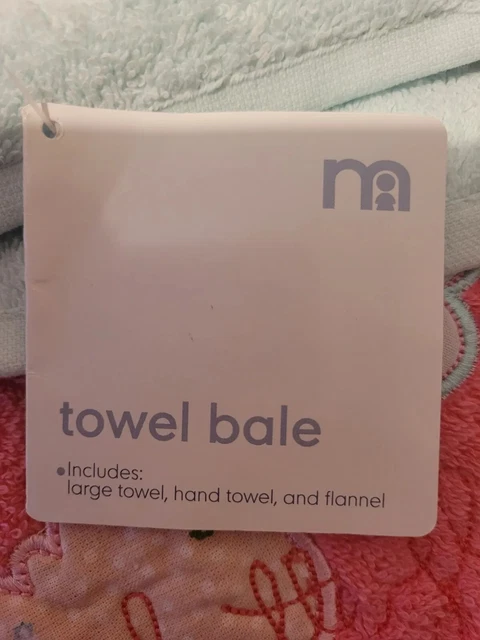 m
towel bale
•Includes:
large towel, hand towel, and flannel